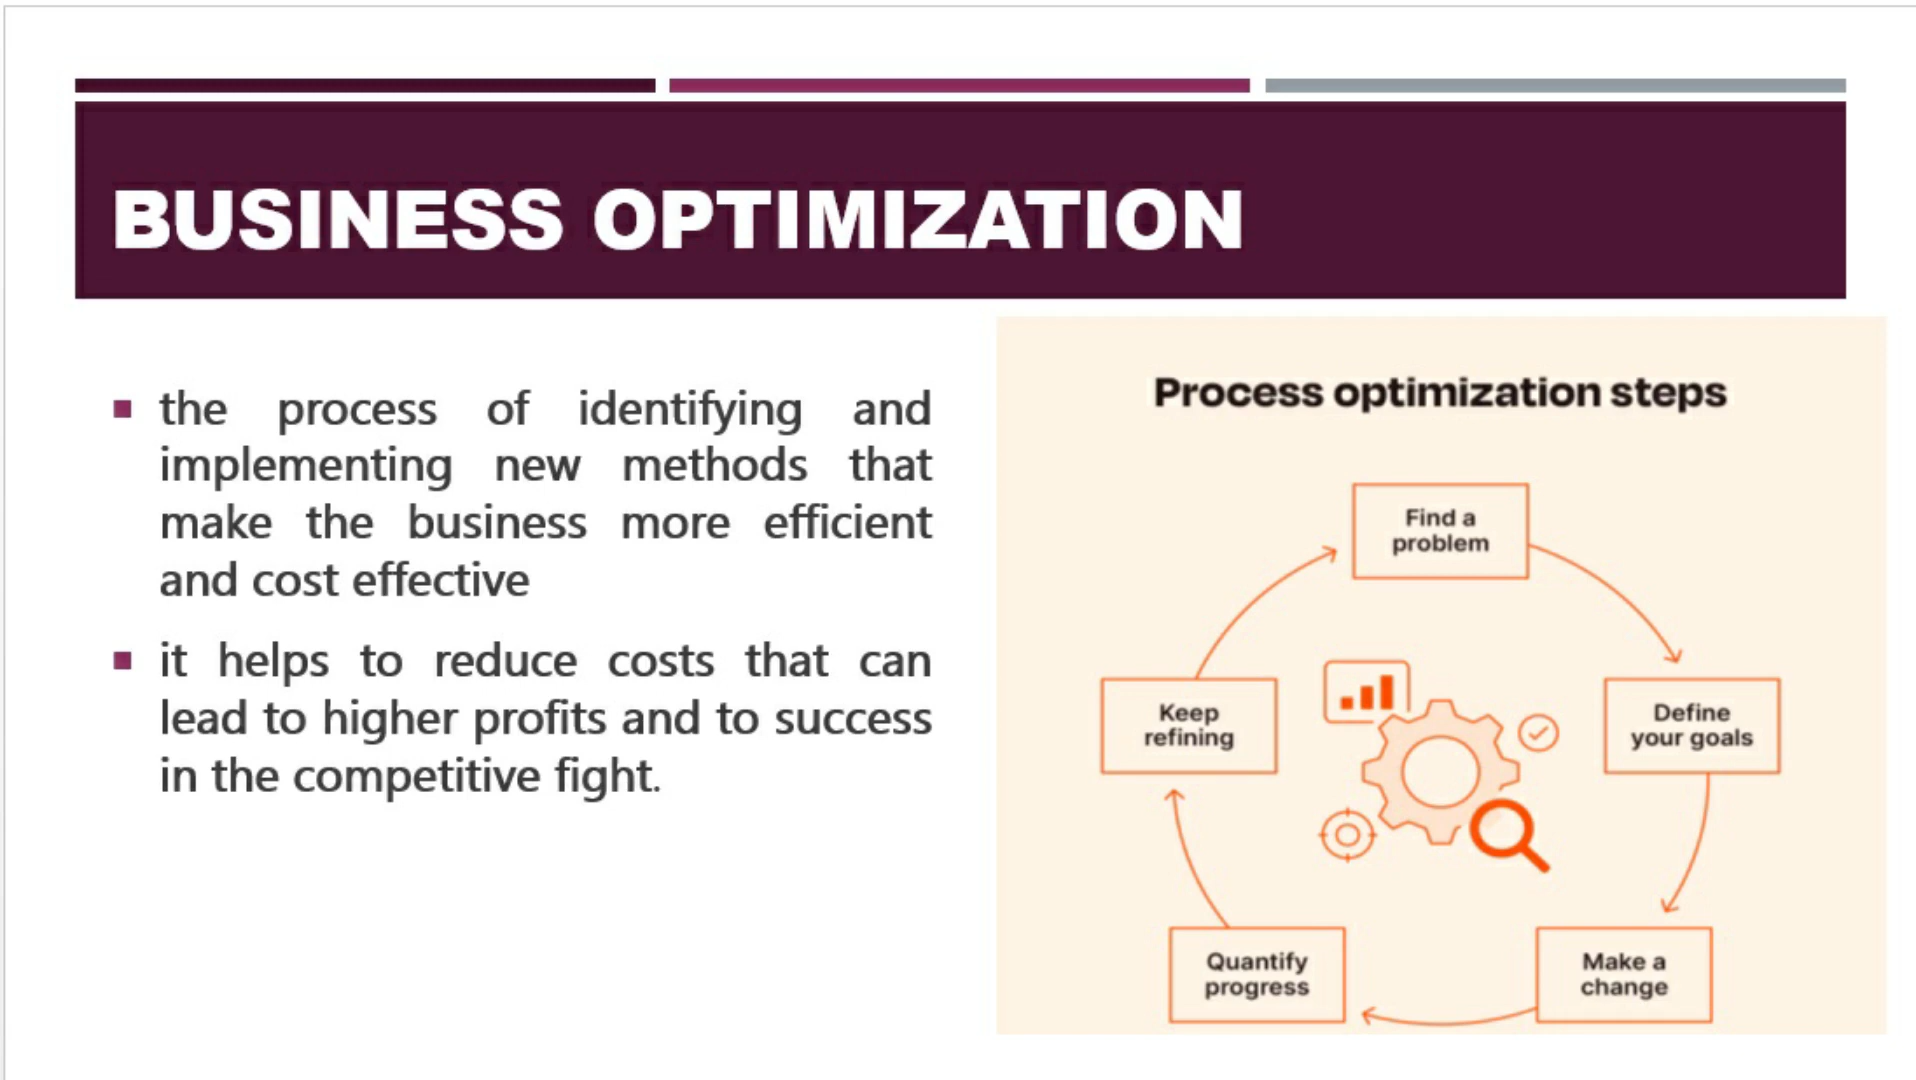 BUSINESS OPTIMIZATION
the process of identifying and
implementing new methods that
make the business more efficient
and cost effective
it helps to reduce costs that can
lead to higher profits and to success
in the competitive fight.
Process optimization steps
Find a
problem
Define
your goals
Make a
change
Quantify
progress
Keep
refining